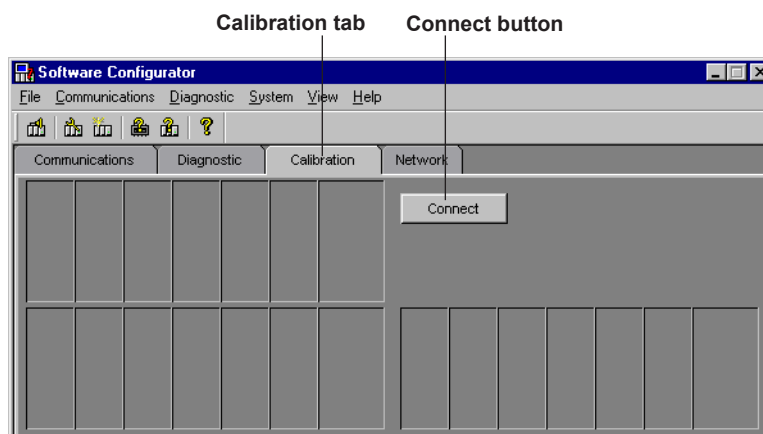 Calibration tab Connect button
Software Configurator
File Communications Diagnostic System View Help
Communications Diagnostic Calibration Network
Connect